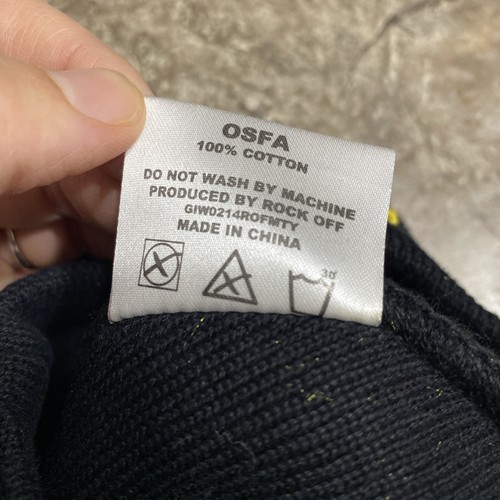 OSFA
100% COTTON
DO NOT WASH BY MACHINE
PRODUCED BY ROCK OFF
GIW0214ROFMTY
MADE IN CHINA
30